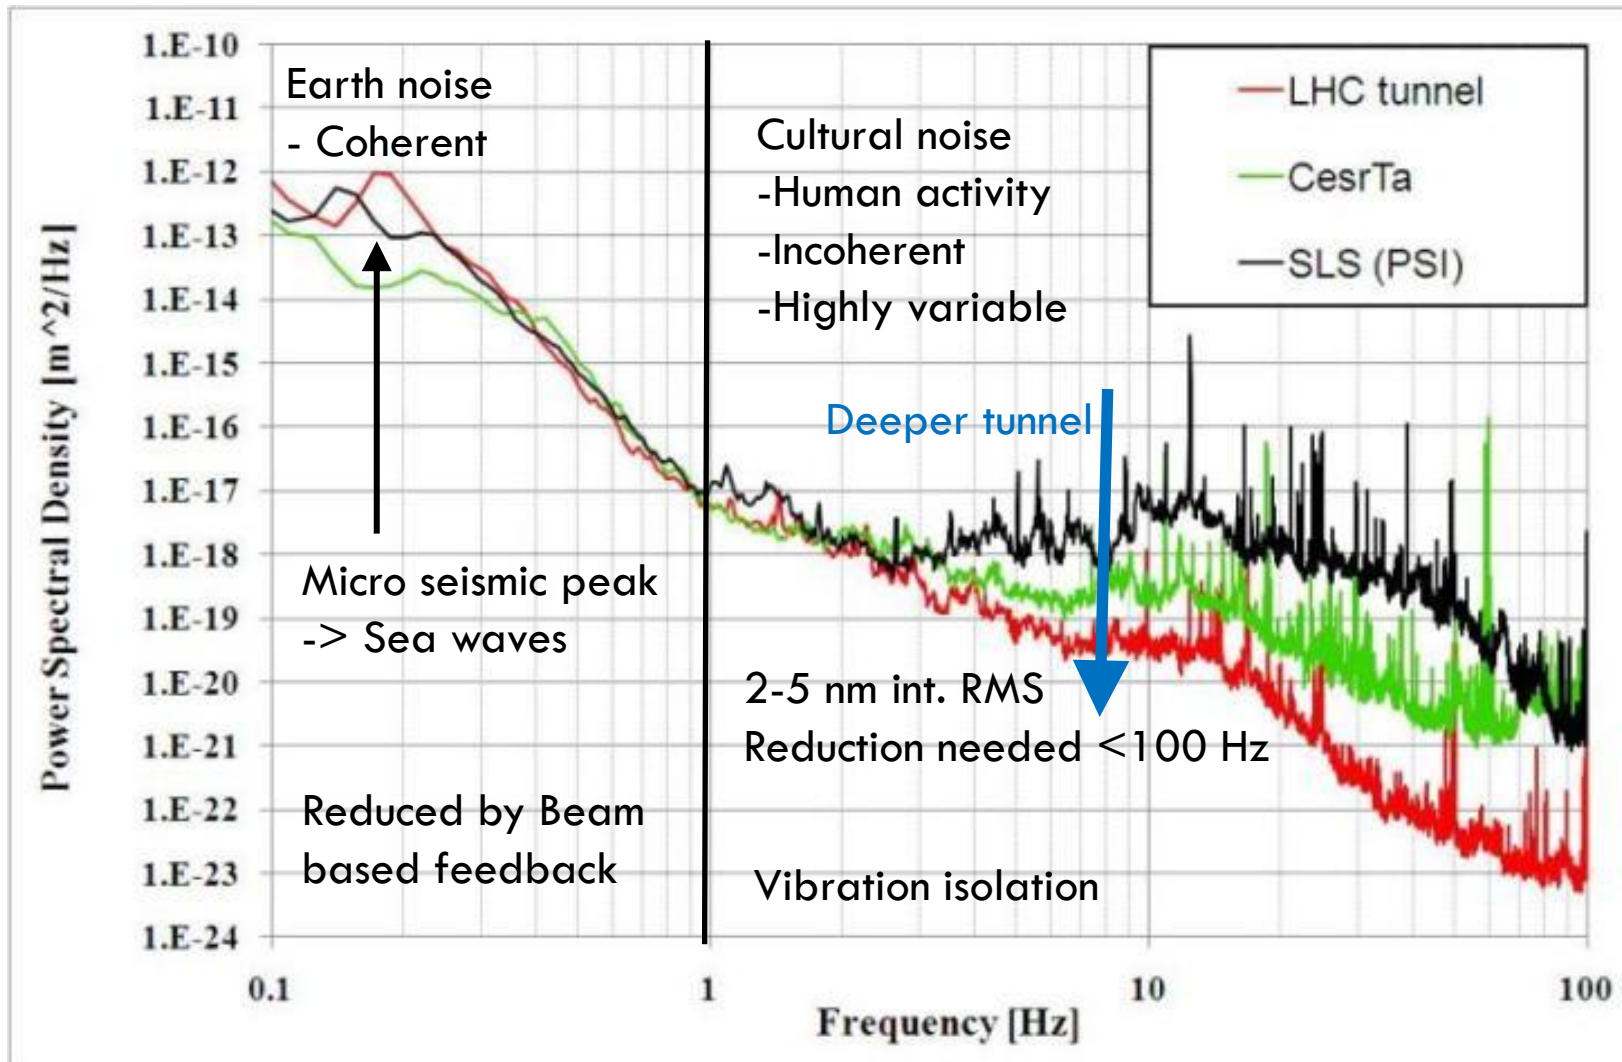 1.E-10
1.E-11
1.E-12
1.E-13
1.E-14
1.E-15
1.E-16
1.E-17
1.E-18
1.E-19
1.E-20
1.E-21
1.E-22
1.E-23
1.E-24
Power Spectral Density [m^2/Hz]
Earth noise
- Coherent
Micro seismic peak
-> Sea waves
Reduced by Beam
based feedback
Cultural noise
-Human activity
-Incoherent
-Highly variable
Deeper tunnel
2-5 nm int. RMS
Reduction needed <100 Hz
Vibration isolation
LHC tunnel
CesrTa
SLS (PSI)
0.1
1
10
100
Frequency [Hz]